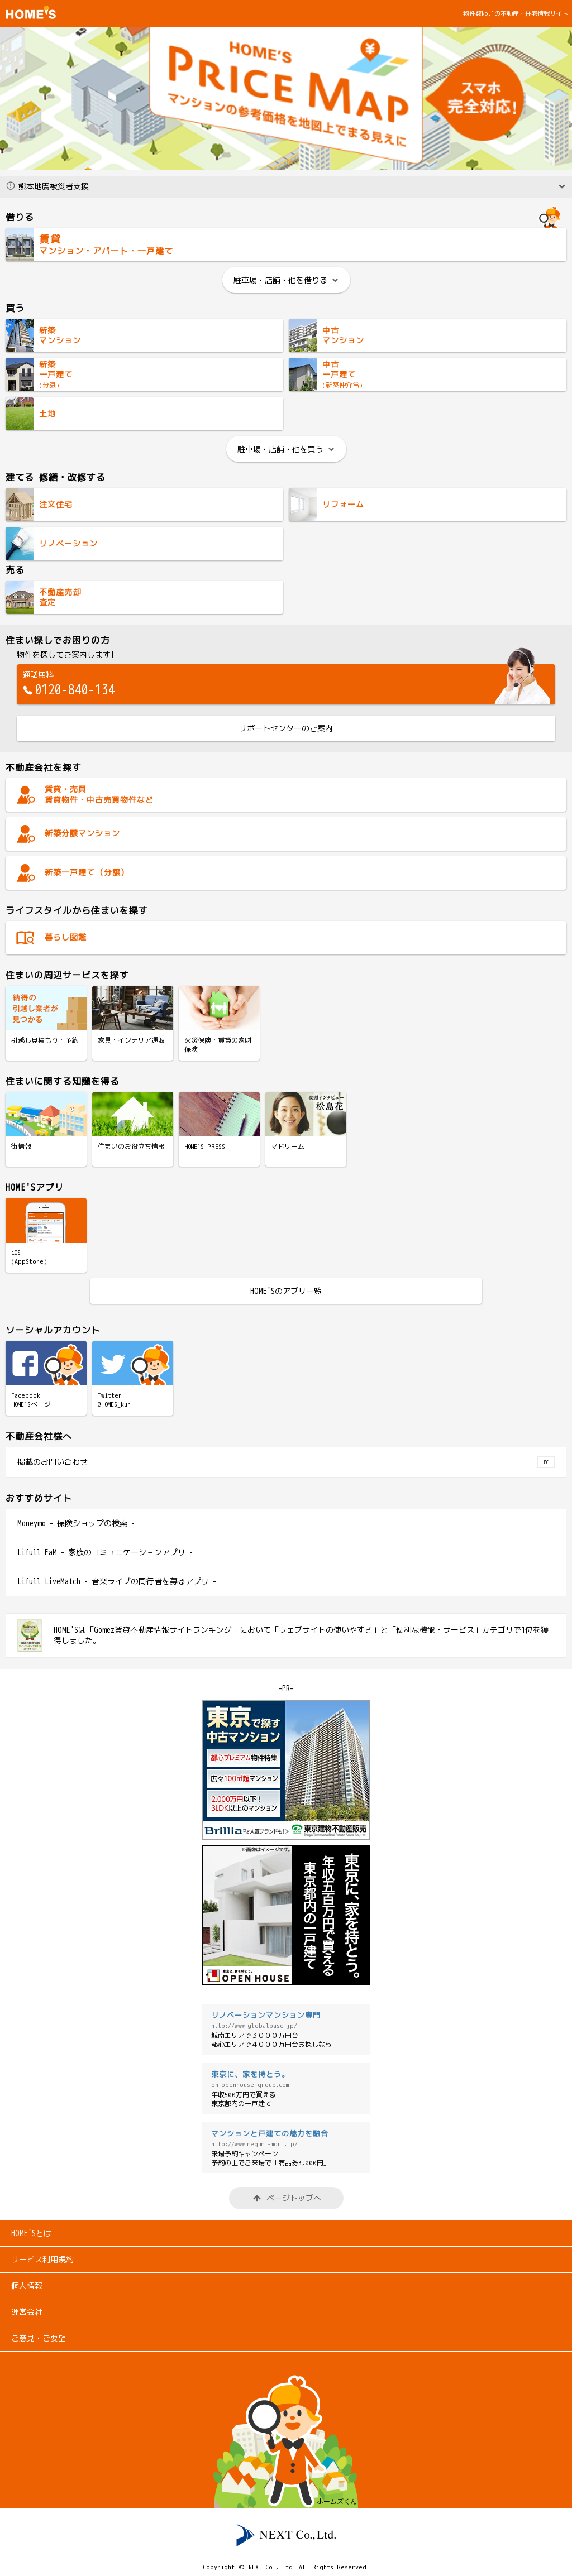 HOME'S
物件数No.1の不動産・住宅情報サイト
HOME'S
PRICE MAP
マンションの参考価格を地図上でまる見えに
スマホ
完全対応!
熊本地震被災者支援
借りる
賃貸
マンション・アパート・一戸建て
駐車場・店舗・他を借りる
買う
新築
マンション
中古
マンション
新築
一戸建て
(分譲)
中古
一戸建て
(新築仲介含)
土地
駐車場・店舗・他を買う
建てる 修繕・改修する
注文住宅
リフォーム
リノベーション
売る
不動産売却
査定
住まい探しでお困りの方
物件を探してご案内します!
通話無料
0120-840-134
サポートセンターのご案内
不動産会社を探す
賃貸・売買
賃貸物件・中古売買物件など
新築分譲マンション
新築一戸建て(分譲)
ライフスタイルから住まいを探す
暮らし図鑑
住まいの周辺サービスを探す
納得の
引越し業者が
見つかる
引越し見積もり・予約
家具・インテリア通販
火災保険・賃貸の家財保険
住まいに関する知識を得る
街情報
住まいのお役立ち情報
HOME'S PRESS
巻頭インタビュー
松島花
マドリーム
HOME'Sアプリ
iOS
(AppStore)
HOME'Sのアプリ一覧
ソーシャルアカウント
Facebook
HOME'Sページ
Twitter
@HOMES_kun
不動産会社様へ
掲載のお問い合わせ
PC
おすすめサイト
Moneymo - 保険ショップの検索 -
Lifull FaM - 家族のコミュニケーションアプリ -
Lifull LiveMatch - 音楽ライブの同行者を募るアプリ -
HOME'Sは「Gomez賃貸不動産情報サイトランキング」において「ウェブサイトの使いやすさ」と「便利な機能・サービス」カテゴリで1位を獲得しました。
-PR-
東京で探す
中古マンション
都心プレミアム物件特集
広々100㎡超マンション
2,000万円以下!
3LDK以上のマンション
Brilliaなど人気ブランドも!>
東京建物不動産販売
※画像はイメージです。
東京に、家を持とう。
年収五百万円で買える
東京都内の一戸建て
東京に、家を持とう。
OPEN HOUSE
リノベーションマンション専門
http://www.globalbase.jp/
城南エリアで3000万円台
都心エリアで4000万円台お探しなら
東京に、家を持とう。
oh.openhouse-group.com
年収500万円で買える
東京都内の一戸建て
マンションと戸建ての魅力を融合
http://www.megumi-mori.jp/
来場予約キャンペーン
予約の上でご来場で「商品券3,000円」
ページトップへ
HOME'Sとは
サービス利用規約
個人情報
運営会社
ご意見・ご要望
ホームズくん
NEXT Co., Ltd.
Copyright © NEXT Co., Ltd. All Rights Reserved.